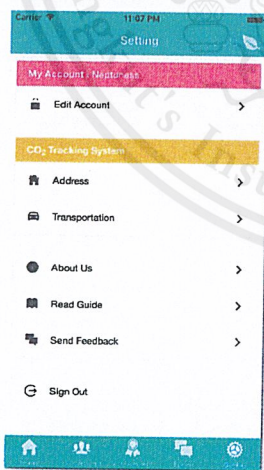 Carrier 11:07 PM
Setting
My Account : Neptuness
Edit Account
CO₂ Tracking System
Address
Transportation
About Us
Read Guide
Send Feedback
Sign Out